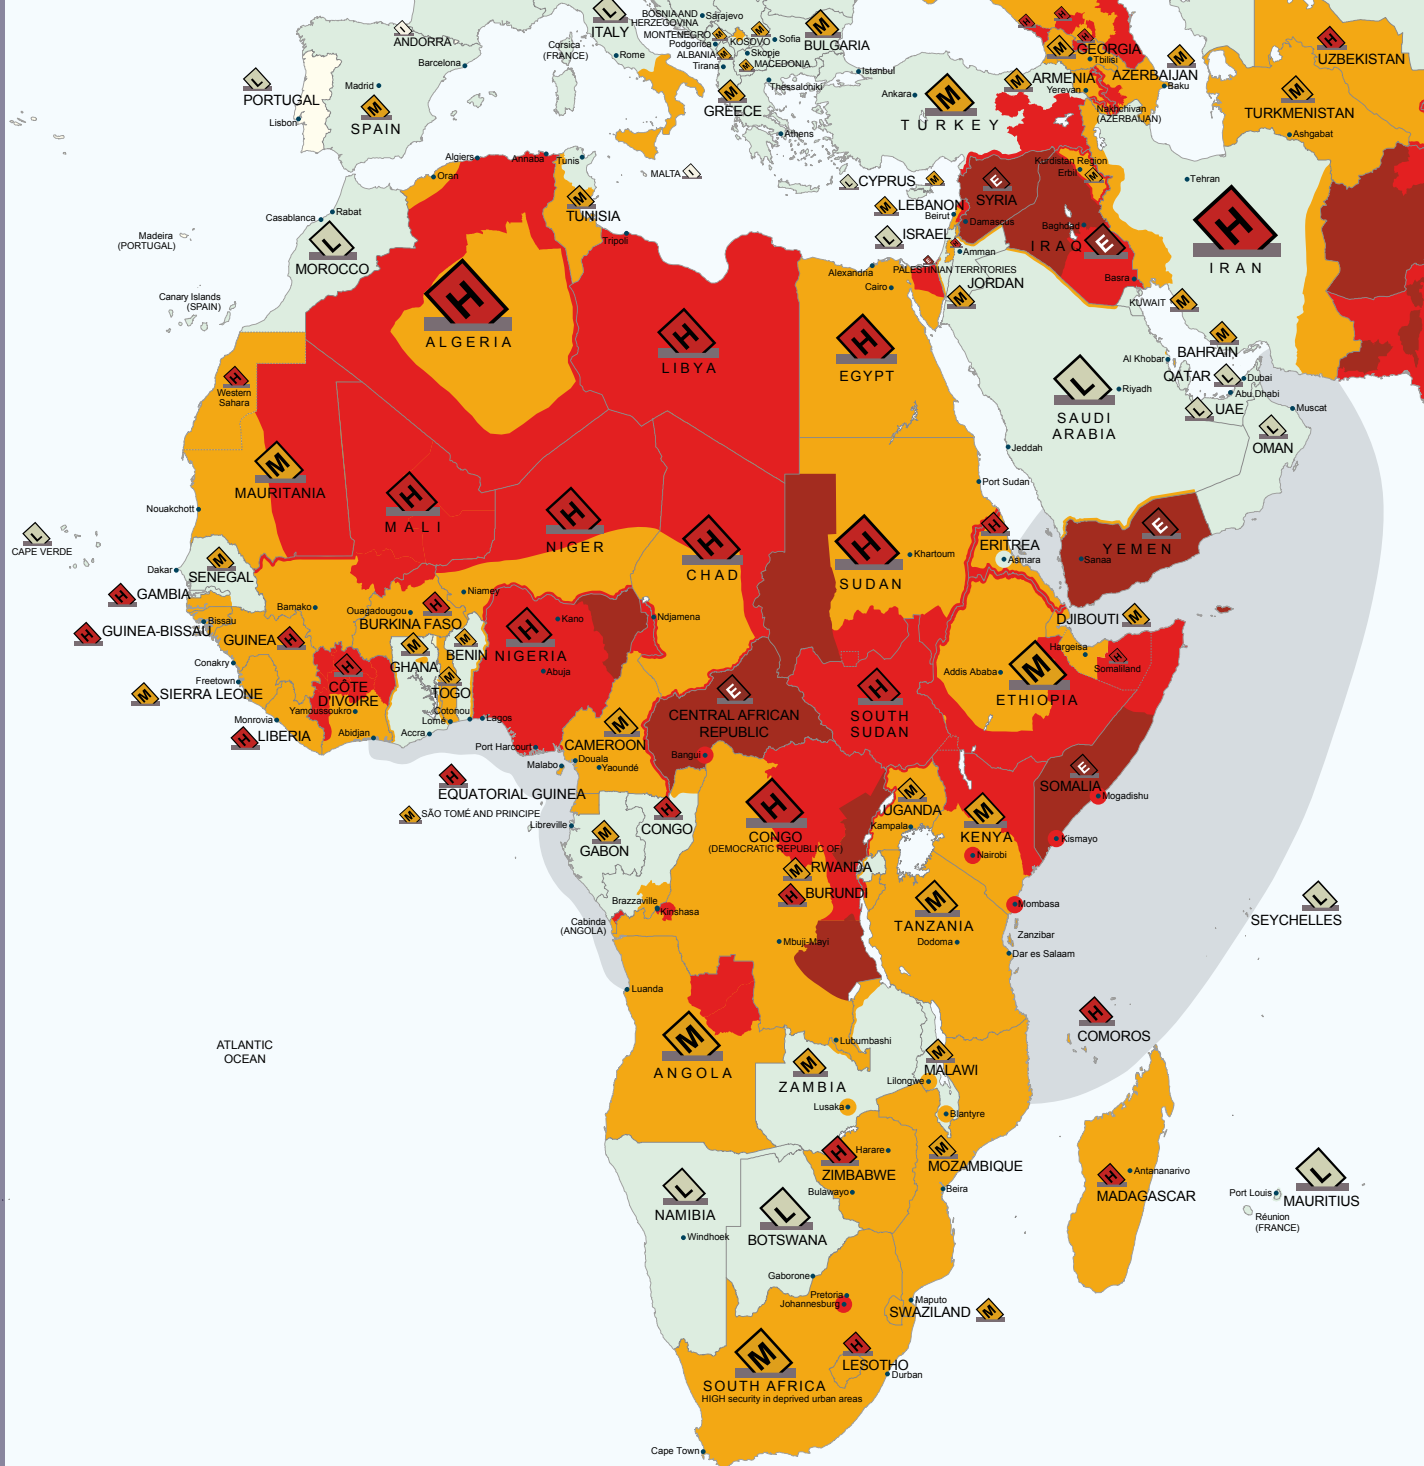 BOSNIA AND
HERZEGOVINA
Sarajevo
L
ITALY
I
ANDORRA
Corsica
(FRANCE)
Rome
MONTENEGRO
M
Podgorica
KOSOVO
M
Sofia
M
BULGARIA
ALBANIA
M
Skopje
Tirana
M
MACEDONIA
Istanbul
Barcelona
H
H
H
M
GEORGIA
Tbilisi
M
AZERBAIJAN
Baku
H
UZBEKISTAN
L
PORTUGAL
Lisbon
Madrid
M
SPAIN
Thessaloniki
M
GREECE
Athens
Ankara
M
TURKEY
M
ARMENIA
Yerevan
Nakhchivan
(AZERBAIJAN)
M
TURKMENISTAN
Ashgabat
Algiers
Annaba
Tunis
Oran
MALTA
I
L
CYPRUS
M
E
SYRIA
Kurdistan Region
Erbil
M
Tehran
M
TUNISIA
M
LEBANON
Beirut
Damascus
Casablanca
Rabat
Madeira
(PORTUGAL)
L
MOROCCO
Tripoli
L
ISRAEL
H
Amman
Baghdad
IRAQ
E
H
IRAN
Alexandria
Cairo
H
PALESTINIAN TERRITORIES
M
JORDAN
Basra
KUWAIT
M
Canary Islands
(SPAIN)
H
ALGERIA
H
LIBYA
H
EGYPT
M
BAHRAIN
Al Khobar
QATAR
L
Dubai
Abu Dhabi
H
Western
Sahara
L
Riyadh
SAUDI
ARABIA
L
UAE
Muscat
L
OMAN
Jeddah
M
MAURITANIA
Nouakchott
H
MALI
H
NIGER
H
CHAD
H
SUDAN
Khartoum
Port Sudan
H
ERITREA
Asmara
E
YEMEN
Sanaa
L
CAPE VERDE
Dakar
M
SENEGAL
H
GAMBIA
Bamako
Niamey
Ouagadougou
H
BURKINA FASO
Kano
Ndjamena
M
DJIBOUTI
H
GUINEA-BISSAU
Bissau
GUINEA
H
M
GHANA
M
BENIN
H
NIGERIA
Abuja
Hargeisa
H
Somaliland
Conakry
Freetown
M
SIERRA LEONE
H
CÔTE
D'IVOIRE
M
TOGO
Addis Ababa
M
ETHIOPIA
Monrovia
Yamoussoukro
Cotonou
Lomé
Lagos
E
CENTRAL AFRICAN
REPUBLIC
H
SOUTH
SUDAN
H
LIBERIA
Abidjan
Accra
Port Harcourt
M
CAMEROON
Bangui
Malabo
Douala
Yaoundé
E
SOMALIA
Mogadishu
H
EQUATORIAL GUINEA
M
SÃO TOMÉ AND PRINCIPE
Libreville
M
GABON
H
CONGO
H
CONGO
(DEMOCRATIC REPUBLIC OF)
M
UGANDA
Kampala
M
KENYA
Nairobi
Kismayo
M
RWANDA
H
BURUNDI
Brazzaville
Kinshasa
Cabinda
(ANGOLA)
Mbuji-Mayi
M
TANZANIA
Dodoma
Mombasa
Zanzibar
Dar es Salaam
L
SEYCHELLES
Luanda
M
ANGOLA
Lubumbashi
H
COMOROS
ATLANTIC
OCEAN
M
ZAMBIA
Lusaka
M
MALAWI
Lilongwe
Blantyre
H
ZIMBABWE
Harare
Bulawayo
M
MOZAMBIQUE
Beira
H
Antananarivo
MADAGASCAR
L
Port Louis
MAURITIUS
Réunion
(FRANCE)
L
NAMIBIA
Windhoek
L
BOTSWANA
Gaborone
Pretoria
Johannesburg
Maputo
SWAZILAND
M
M
SOUTH AFRICA
HIGH security in deprived urban areas
H
LESOTHO
Durban
Cape Town